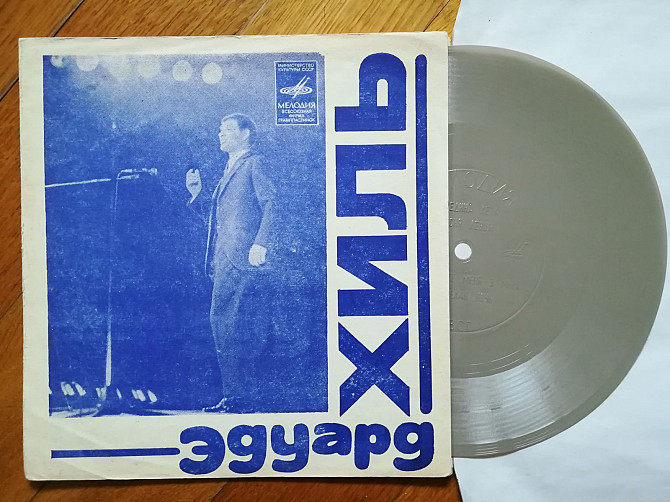 МИНИСТЕРСТВО
КУЛЬТУРЫ СССР
МЕЛОДИЯ
ВСЕСОЮЗНАЯ
ФИРМА
ГРАМПЛАСТИНОК
эдуард
ХИЛЬ